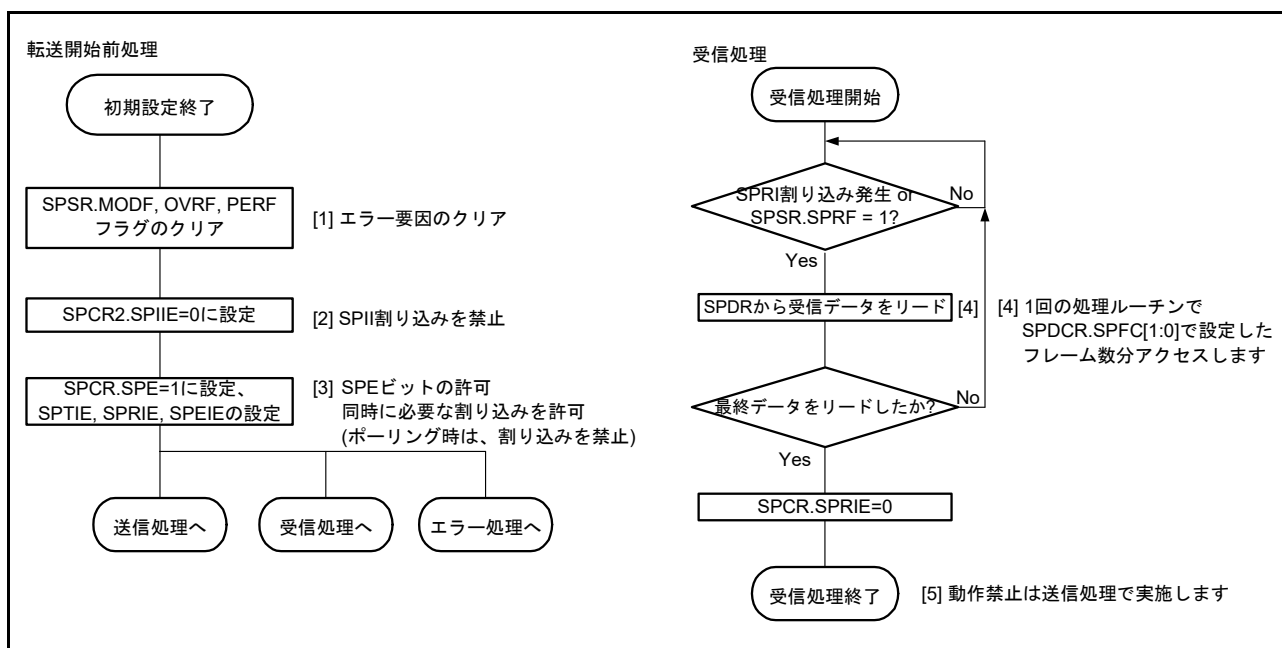 転送開始前処理
初期設定終了
SPSR.MODF, OVRF, PERF
フラグのクリア
[1] エラー要因のクリア
SPCR2.SPIIE=0に設定
[2] SPII割り込みを禁止
SPCR.SPE=1に設定、
SPTIE, SPRIE, SPEIEの設定
[3] SPEビットの許可
同時に必要な割り込みを許可
(ポーリング時は、割り込みを禁止)
送信処理へ
受信処理へ
エラー処理へ
受信処理
受信処理開始
SPRI割り込み発生 or
SPSR.SPRF = 1?
No
Yes
SPDRから受信データをリード
[4]
[4] 1回の処理ルーチンで
SPDCR.SPFC[1:0]で設定した
フレーム数分アクセスします
最終データをリードしたか?
No
Yes
SPCR.SPRIE=0
受信処理終了
[5] 動作禁止は送信処理で実施します